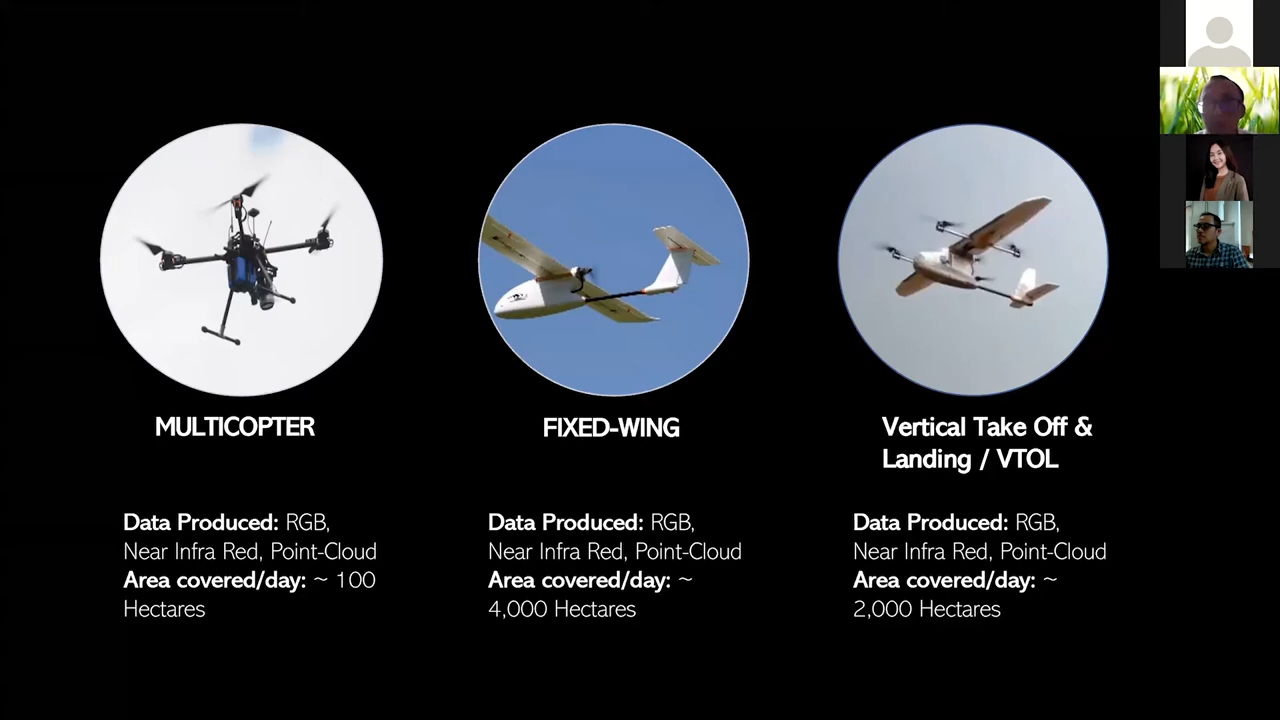 MULTICOPTER
Data Produced: RGB,
Near Infra Red, Point-Cloud
Area covered/day: ~ 100
Hectares
FIXED-WING
Data Produced: RGB,
Near Infra Red, Point-Cloud
Area covered/day: ~
4,000 Hectares
Vertical Take Off &
Landing / VTOL
Data Produced: RGB,
Near Infra Red, Point-Cloud
Area covered/day: ~
2,000 Hectares